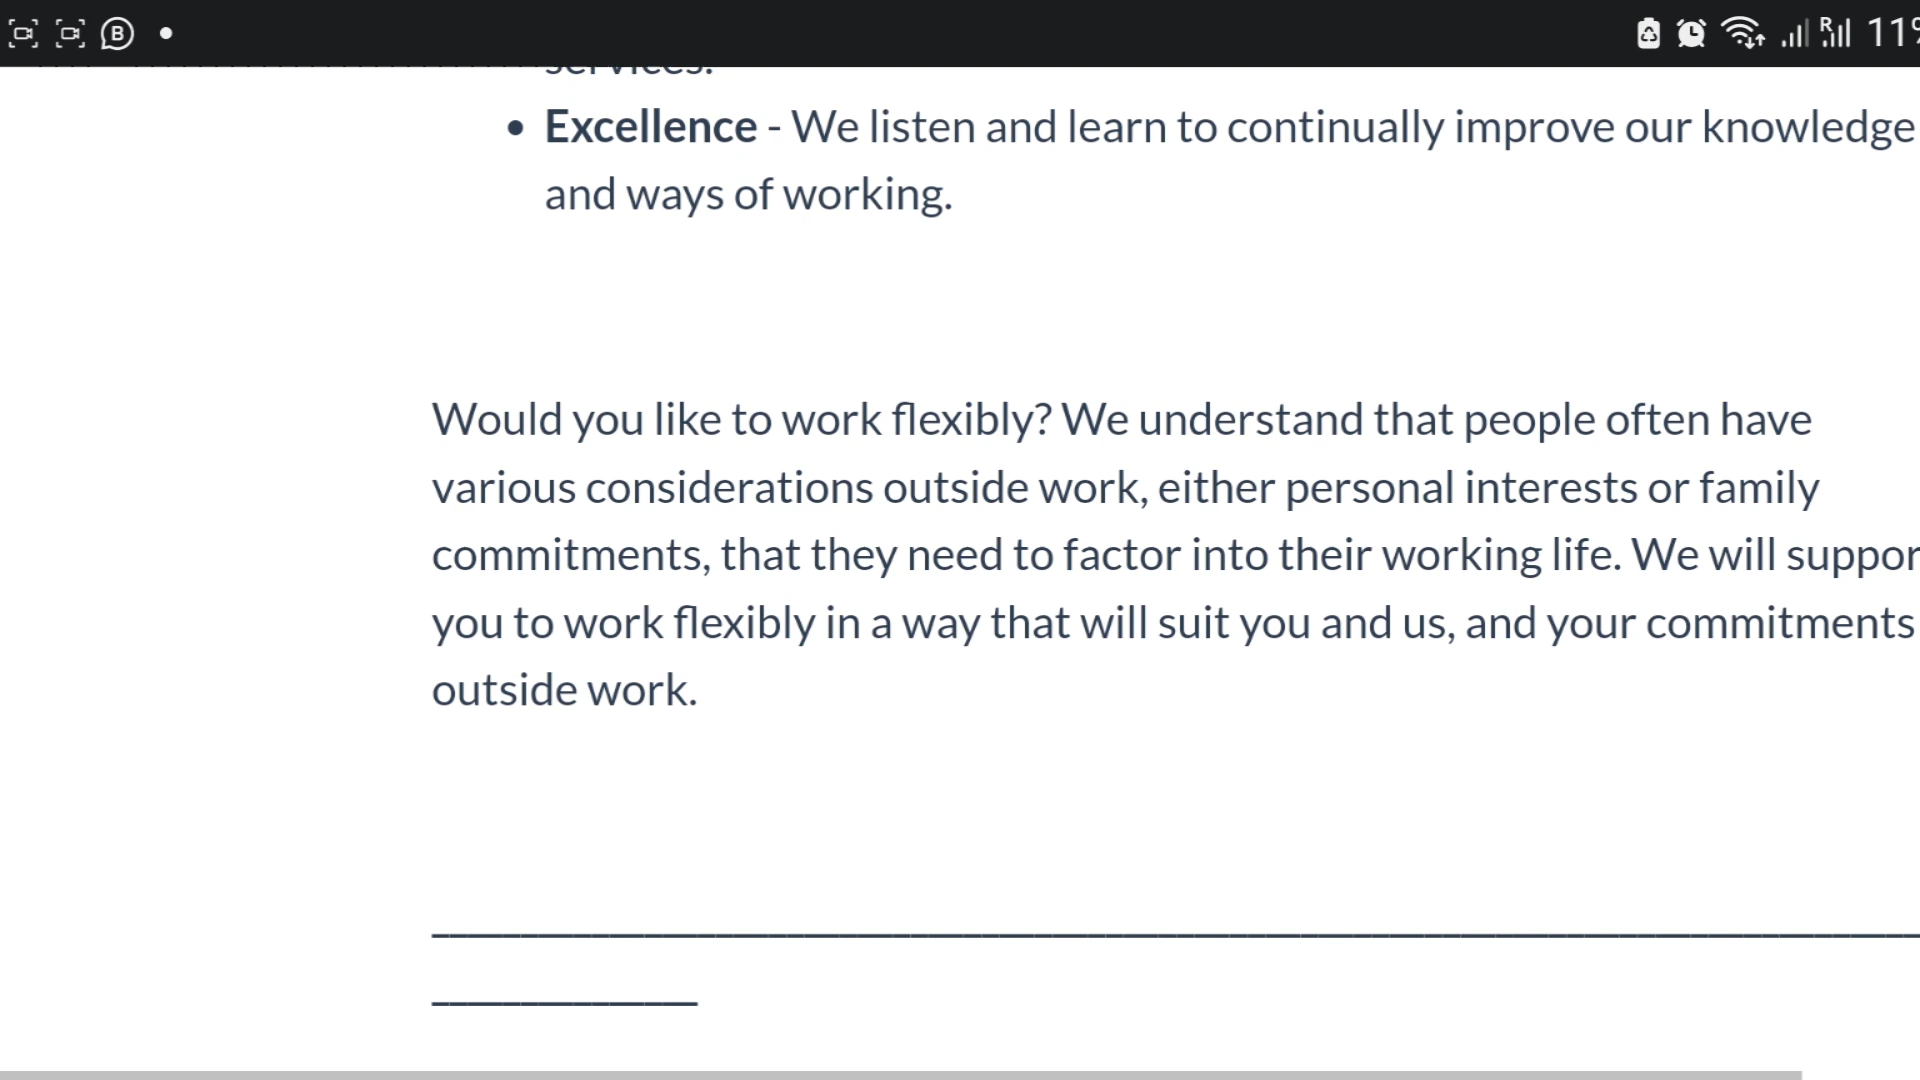 11%
services.
• Excellence - We listen and learn to continually improve our knowledge
and ways of working.
Would you like to work flexibly? We understand that people often have
various considerations outside work, either personal interests or family
commitments, that they need to factor into their working life. We will suppor
you to work flexibly in a way that will suit you and us, and your commitments
outside work.